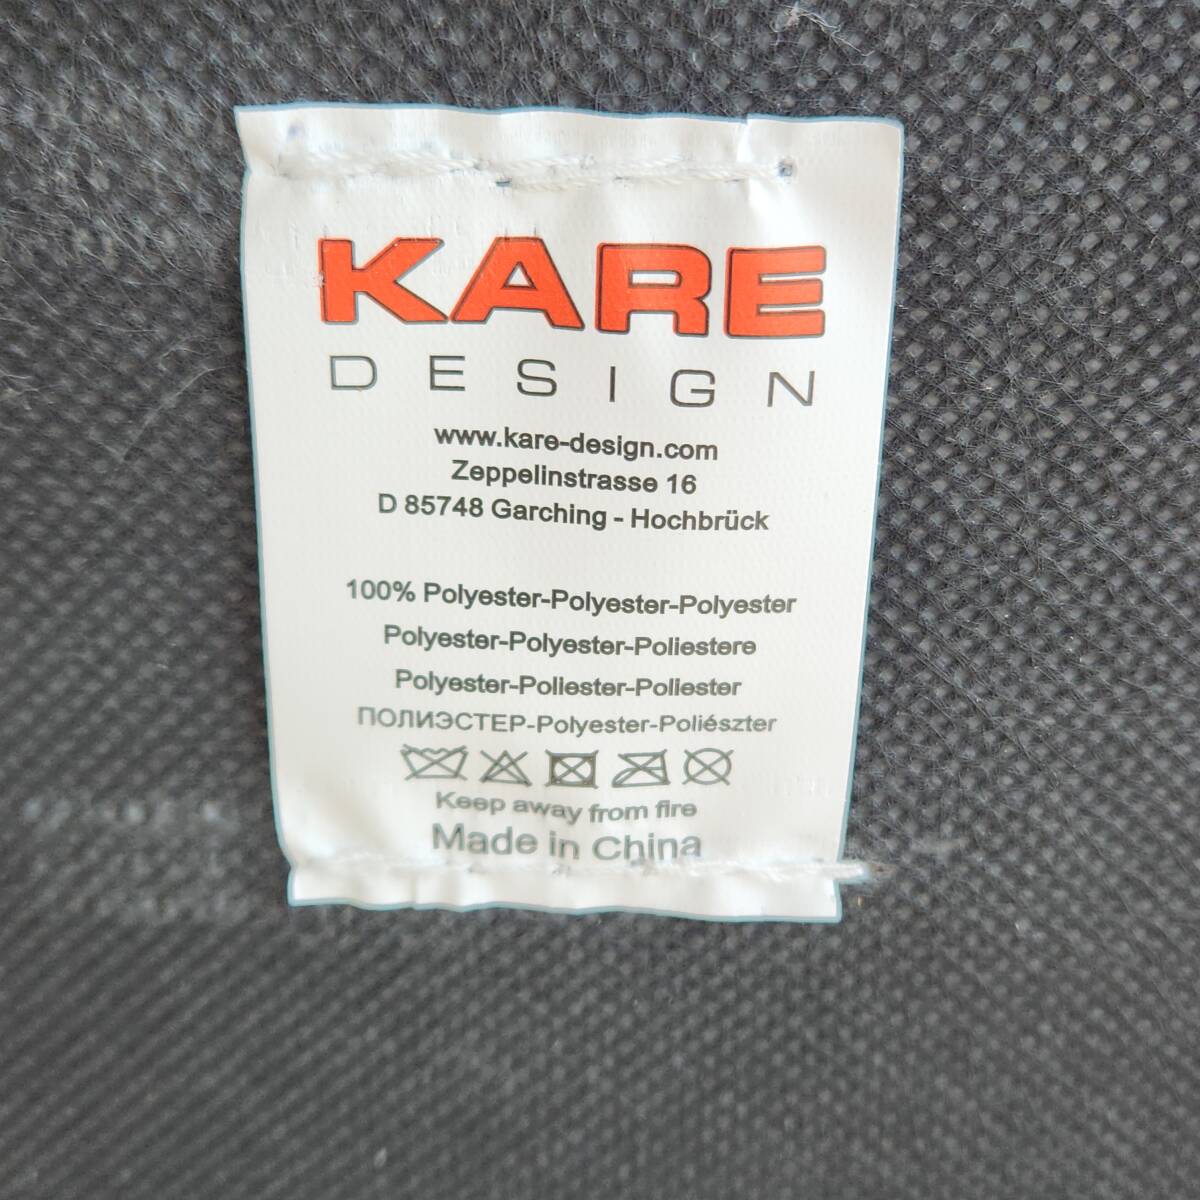 KARE
DESIGN
www.kare-design.com
Zeppelinstrasse 16
D 85748 Garching - Hochbrück
100% Polyester-Polyester-Polyester
Polyester-Polyester-Poliestere
Polyester-Poliester-Poliester
ПОЛИЭСТЕР-Polyester-Poliészter
Keep away from fire
Made in China